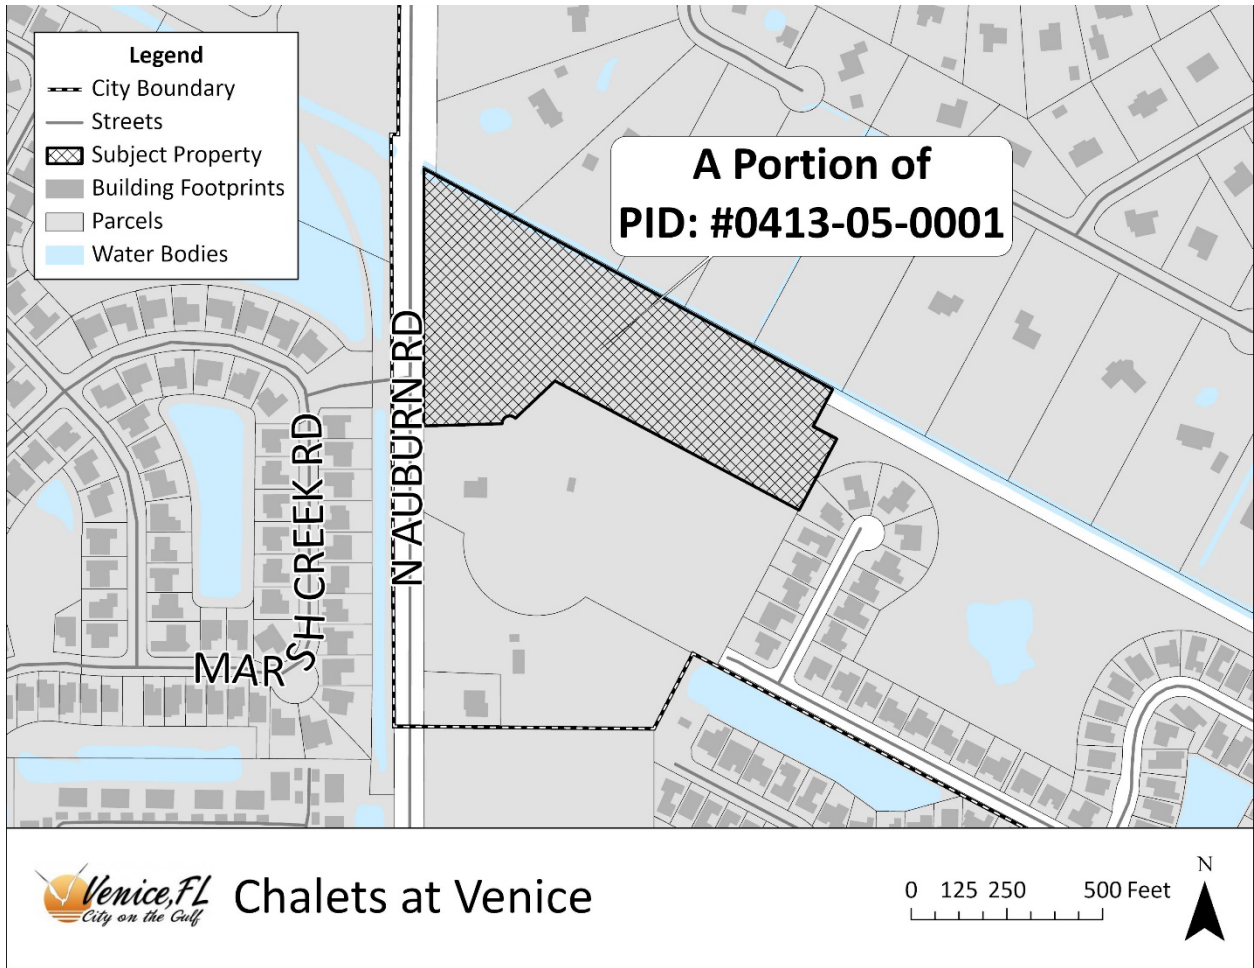 Legend
City Boundary
Streets
Subject Property
Building Footprints
Parcels
Water Bodies
A Portion of
PID: #0413-05-0001
N AUBURN RD
MARSH CREEK RD
Venice, FL
City on the Gulf
Chalets at Venice
0 125 250 500 Feet
N